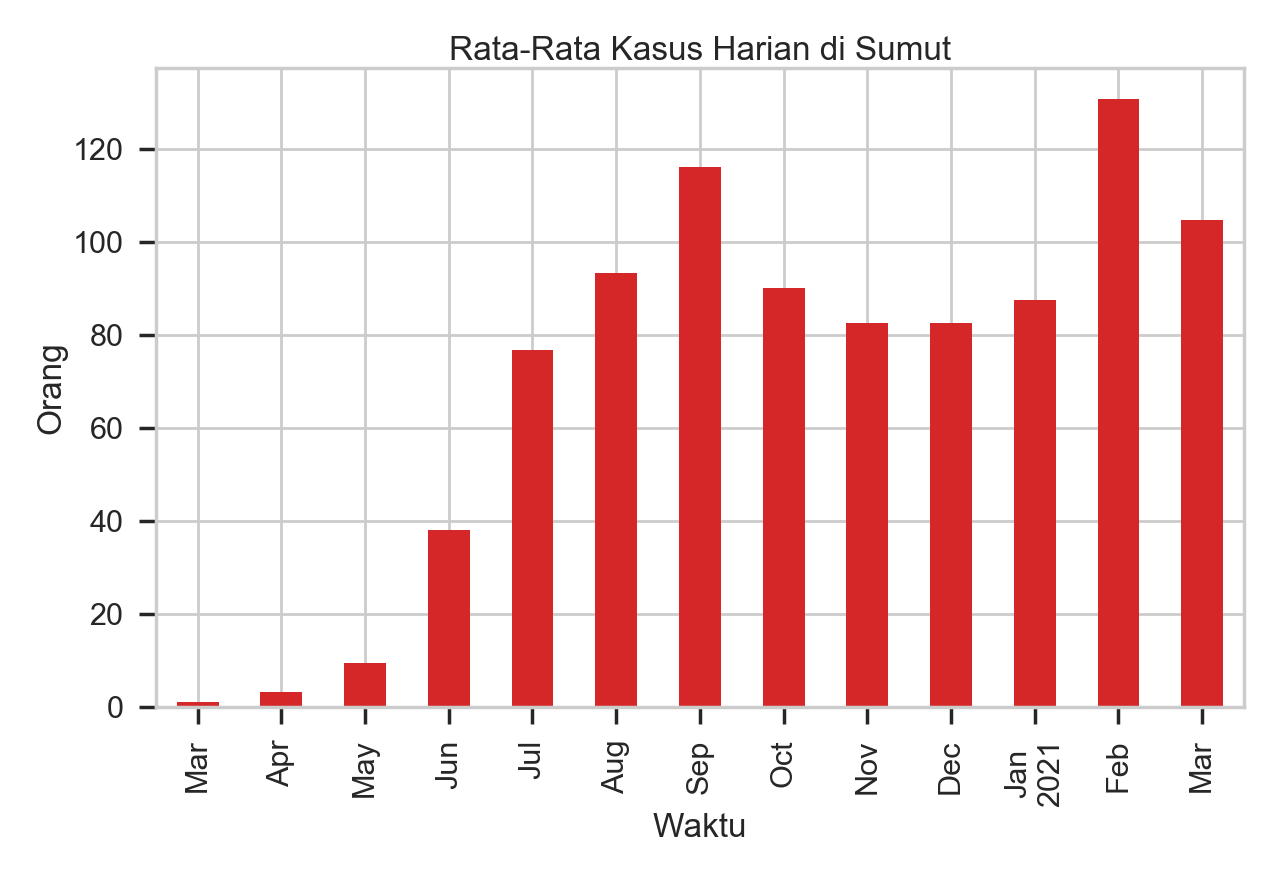 Rata-Rata Kasus Harian di Sumut
120
100
80
60
40
20
0
Orang
Mar
Apr
May
Jun
Jul
Aug
Sep
Oct
Nov
Dec
Jan
2021
Feb
Mar
Waktu